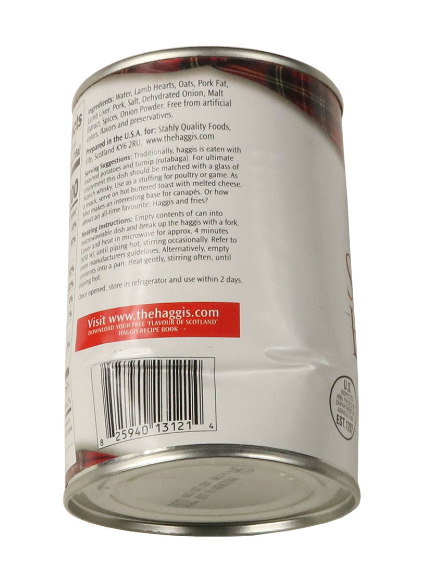 Ingredients: Water, Lamb Hearts, Oats, Pork Fat,
Lamb Liver, Pork, Salt, Dehydrated Onion, Malt
Extract, Spices, Onion Powder. Free from artificial
colors, flavors and preservatives.
Prepared in the U.S.A. for: Stahly Quality Foods,
Fife, Scotland KY6 2RU. www.thehaggis.com
Serving Suggestions: Traditionally, haggis is eaten with
mashed potatoes and turnip (rutabaga). For ultimate
enjoyment this dish should be matched with a glass of
Scotch whisky. Use as a stuffing for poultry or game. As
a snack, serve on hot buttered toast with melted cheese.
also makes an interesting base for canapés. Or how
about an all-time favourite: Haggis and fries?
Heating Instructions: Empty contents of can into
microwaveable dish and break up the haggis with a fork.
Cover and heat in microwave for approx. 4 minutes
until piping hot, stirring occasionally. Refer to
oven manufacturers guidelines. Alternatively, empty
contents into a pan. Heat gently, stirring often, until
piping hot.
Once opened, store in refrigerator and use within 2 days.
Visit www.thehaggis.com
DOWNLOAD YOUR FREE 'FLAVOUR OF SCOTLAND'
HAGGIS RECIPE BOOK
8 25940 13121 4
U.S.
EST.